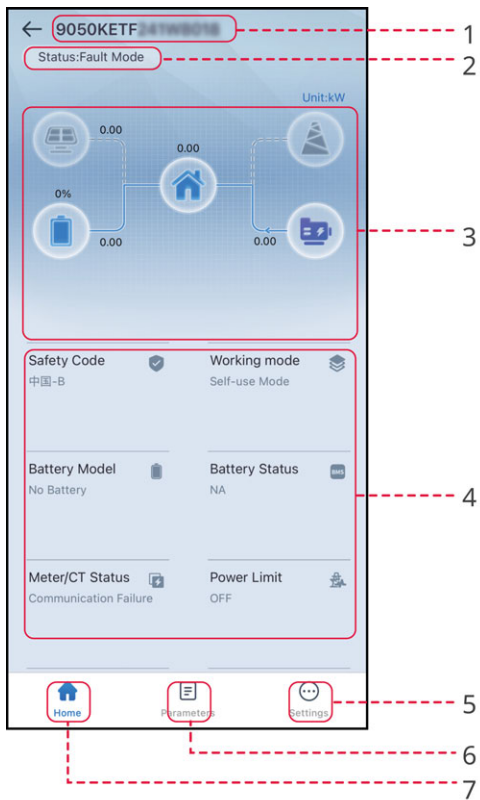 9050KETF
1
Status:Fault Mode
2
Unit:kW
0.00
0.00
0%
0.00
0.00
3
Safety Code
中国-B
Working mode
Self-use Mode
Battery Model
No Battery
Battery Status
BMS
NA
4
Meter/CT Status
Communication Failure
Power Limit
OFF
Home
Parameters
Settings
5
6
7